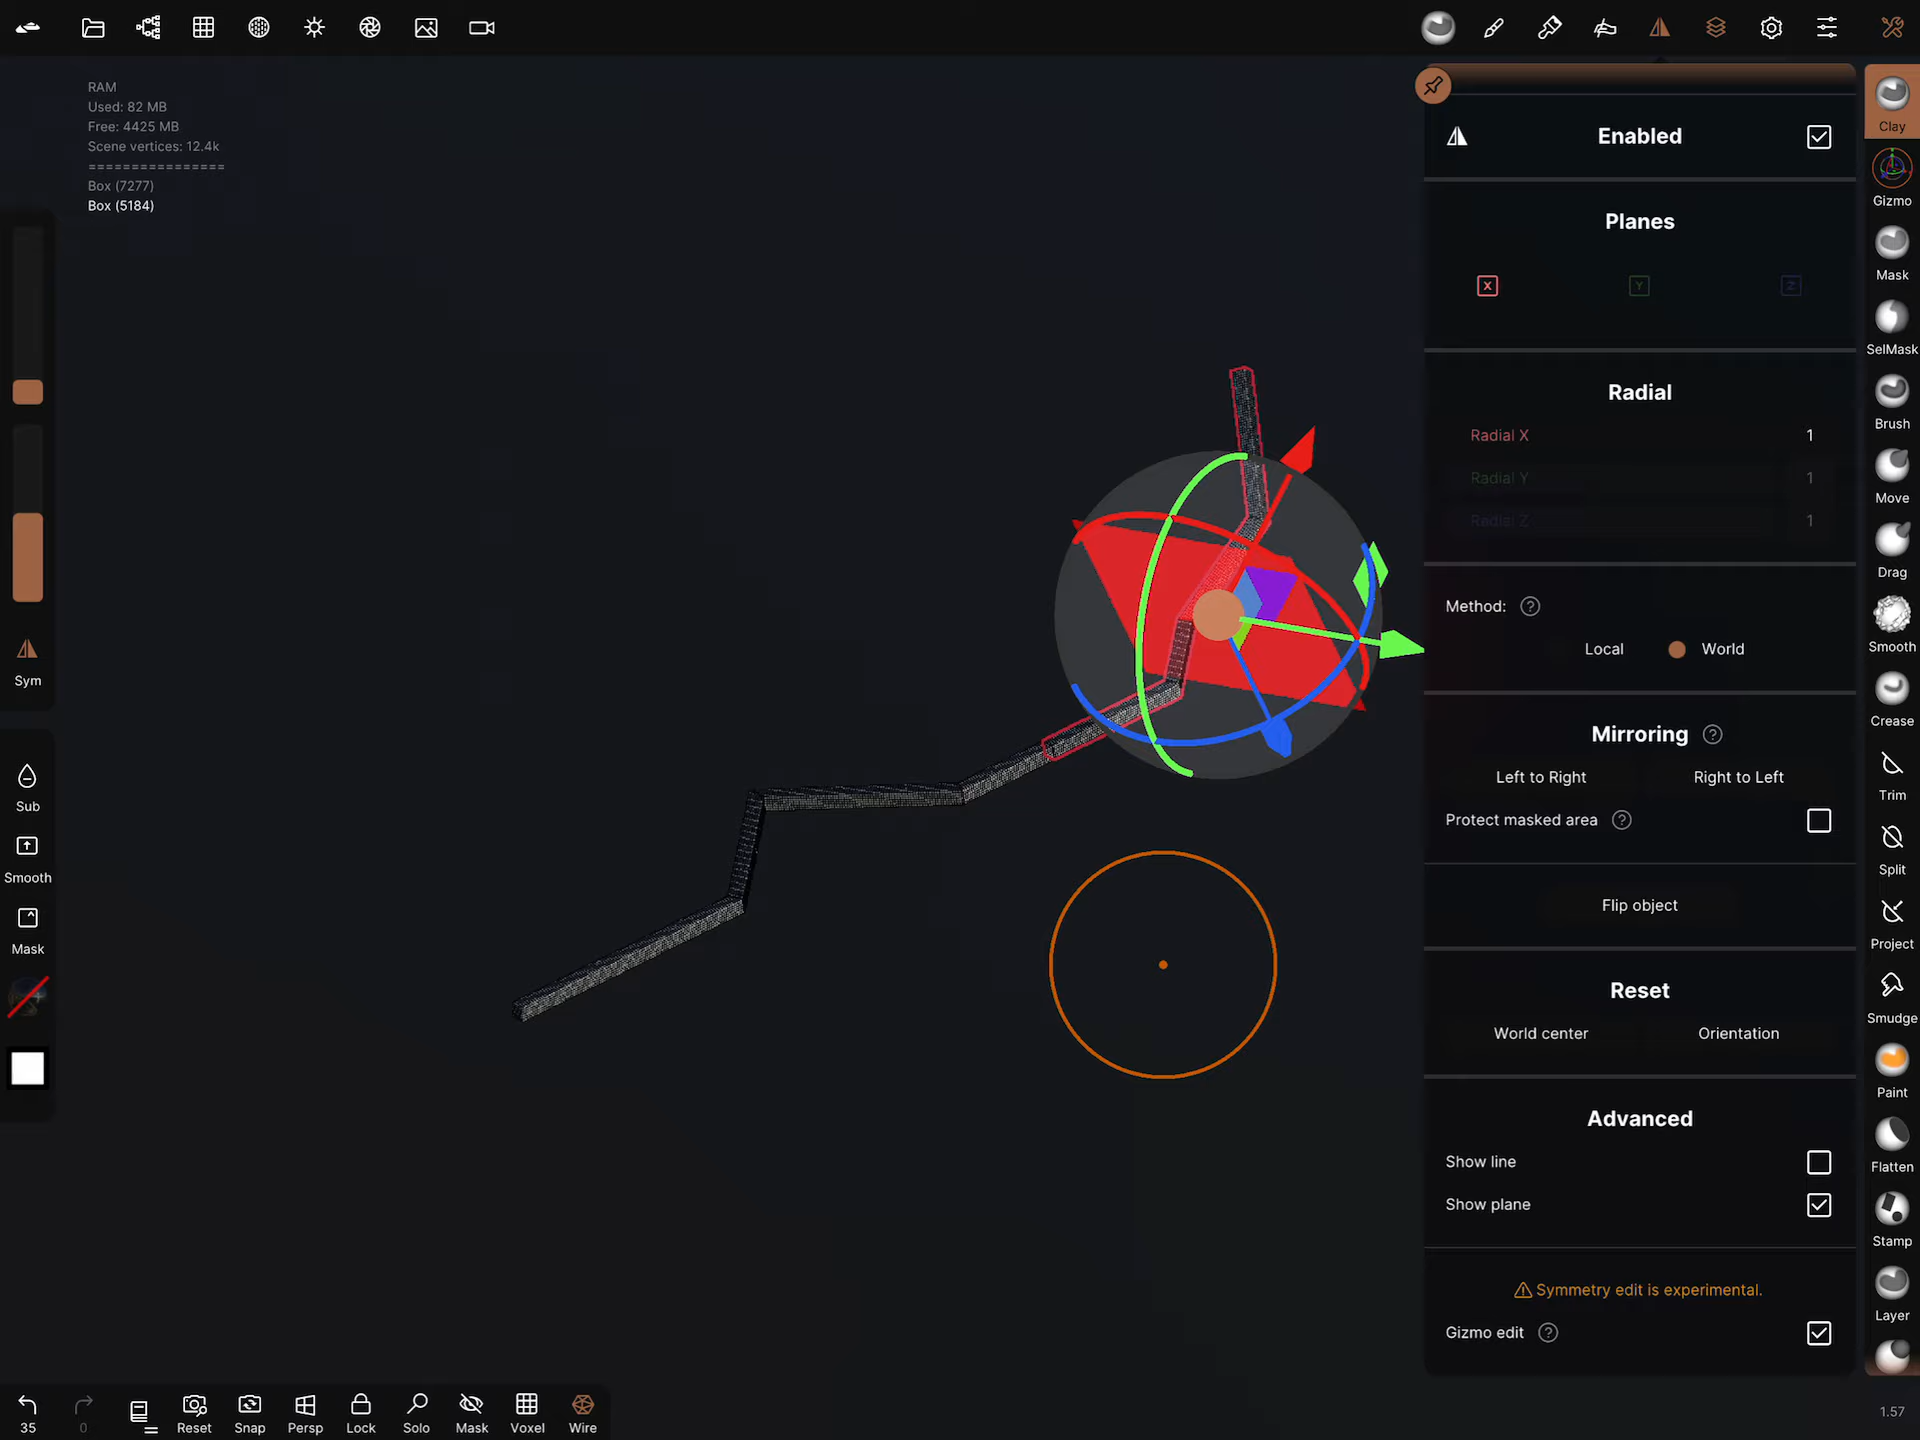 RAM
Used: 82 MB
Free: 4425 MB
Scene vertices: 12.4k
================
Box (7277)
Box (5184)
Sym
Sub
Smooth
Mask
Enabled
Planes
X
Y
Z
Radial
Radial X 1
Radial Y 1
Radial Z 1
Method: ?
Local
World
Mirroring ?
Left to Right
Right to Left
Protect masked area ?
Flip object
Reset
World center
Orientation
Advanced
Show line
Show plane
Symmetry edit is experimental.
Gizmo edit ?
Clay
Gizmo
Mask
SelMask
Brush
Move
Drag
Smooth
Crease
Trim
Split
Project
Smudge
Paint
Flatten
Stamp
Layer
35
0
Reset
Snap
Persp
Lock
Solo
Mask
Voxel
Wire
1.57